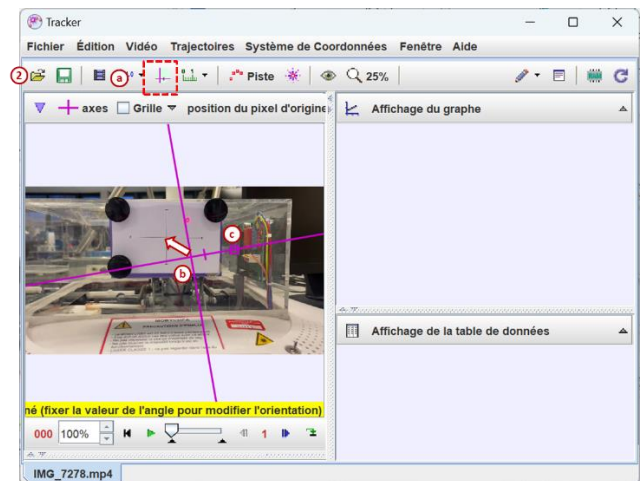 Tracker
Fichier Édition Vidéo Trajectoires Système de Coordonnées Fenêtre Aide
2 a Piste 25%
axes Grille position du pixel d'origine
Affichage du graphe
c
b
Affichage de la table de données
né (fixer la valeur de l'angle pour modifier l'orientation)
000 100% 1
IMG_7278.mp4